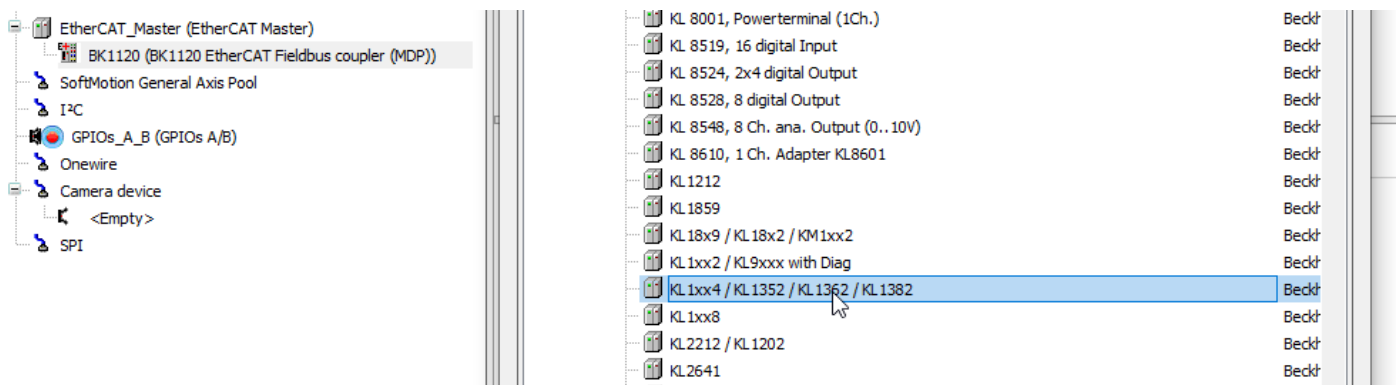 EtherCAT_Master (EtherCAT Master)
BK1120 (BK1120 EtherCAT Fieldbus coupler (MDP))
SoftMotion General Axis Pool
I²C
GPIOs_A_B (GPIOs A/B)
Onewire
Camera device
<Empty>
SPI
KL 8001, Powerterminal (1Ch.) Beckh
KL 8519, 16 digital Input Beckh
KL 8524, 2x4 digital Output Beckh
KL 8528, 8 digital Output Beckh
KL 8548, 8 Ch. ana. Output (0..10V) Beckh
KL 8610, 1 Ch. Adapter KL8601 Beckh
KL1212 Beckh
KL1859 Beckh
KL18x9 / KL18x2 / KM1xx2 Beckh
KL1xx2 / KL9xxx with Diag Beckh
KL1xx4 / KL1352 / KL1362 / KL1382 Beckh
KL1xx8 Beckh
KL2212 / KL1202 Beckh
KL2641 Beckh